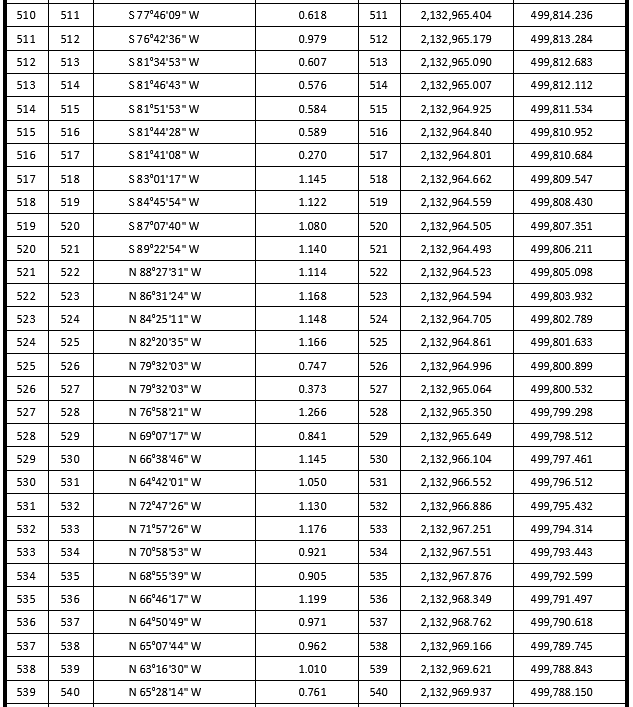 510 511 S 77°46'09" W 0.618 511 2,132,965.404 499,814.236
511 512 S 76°42'36" W 0.979 512 2,132,965.179 499,813.284
512 513 S 81°34'53" W 0.607 513 2,132,965.090 499,812.683
513 514 S 81°46'43" W 0.576 514 2,132,965.007 499,812.112
514 515 S 81°51'53" W 0.584 515 2,132,964.925 499,811.534
515 516 S 81°44'28" W 0.589 516 2,132,964.840 499,810.952
516 517 S 81°41'08" W 0.270 517 2,132,964.801 499,810.684
517 518 S 83°01'17" W 1.145 518 2,132,964.662 499,809.547
518 519 S 84°45'54" W 1.122 519 2,132,964.559 499,808.430
519 520 S 87°07'40" W 1.080 520 2,132,964.505 499,807.351
520 521 S 89°22'54" W 1.140 521 2,132,964.493 499,806.211
521 522 N 88°27'31" W 1.114 522 2,132,964.523 499,805.098
522 523 N 86°31'24" W 1.168 523 2,132,964.594 499,803.932
523 524 N 84°25'11" W 1.148 524 2,132,964.705 499,802.789
524 525 N 82°20'35" W 1.166 525 2,132,964.861 499,801.633
525 526 N 79°32'03" W 0.747 526 2,132,964.996 499,800.899
526 527 N 79°32'03" W 0.373 527 2,132,965.064 499,800.532
527 528 N 76°58'21" W 1.266 528 2,132,965.350 499,799.298
528 529 N 69°07'17" W 0.841 529 2,132,965.649 499,798.512
529 530 N 66°38'46" W 1.145 530 2,132,966.104 499,797.461
530 531 N 64°42'01" W 1.050 531 2,132,966.552 499,796.512
531 532 N 72°47'26" W 1.130 532 2,132,966.886 499,795.432
532 533 N 71°57'26" W 1.176 533 2,132,967.251 499,794.314
533 534 N 70°58'53" W 0.921 534 2,132,967.551 499,793.443
534 535 N 68°55'39" W 0.905 535 2,132,967.876 499,792.599
535 536 N 66°46'17" W 1.199 536 2,132,968.349 499,791.497
536 537 N 64°50'49" W 0.971 537 2,132,968.762 499,790.618
537 538 N 65°07'44" W 0.962 538 2,132,969.166 499,789.745
538 539 N 63°16'30" W 1.010 539 2,132,969.621 499,788.843
539 540 N 65°28'14" W 0.761 540 2,132,969.937 499,788.150